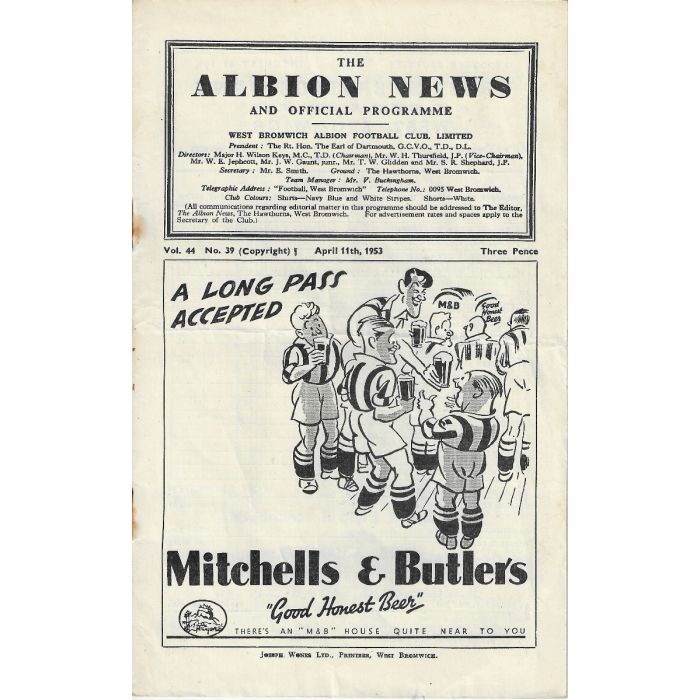 THE
ALBION NEWS
AND OFFICIAL PROGRAMME
WEST BROMWICH ALBION FOOTBALL CLUB, LIMITED
President: The Rt. Hon. The Earl of Dartmouth, G.C.V.O., T.D., D.L.
Directors: Major H. Wilson Keys, M.C., T.D. (Chairman), Mr. W. H. Thursfield, J.P. (Vice-Chairman),
Mr. W. E. Jephcott, Mr. J. W. Gaunt, junr., Mr. T. W. Glidden and Mr. S. R. Shephard, J.P.
Secretary: Mr. E. Smith. Ground: The Hawthorns, West Bromwich.
Team Manager: Mr. V. Buckingham.
Telegraphic Address: "Football, West Bromwich" Telephone No.: 0095 West Bromwich.
Club Colours: Shirts—Navy Blue and White Stripes. Shorts—White.
(All communications regarding editorial matter in this programme should be addressed to The Editor,
The Albion News, The Hawthorns, West Bromwich. For advertisement rates and spaces apply to the
Secretary of the Club.)
Vol. 44 No. 39 (Copyright) April 11th, 1953 Three Pence
A LONG PASS
ACCEPTED
M&B
Good
Honest
Beer
Mitchells & Butler's
"Good Honest Beer"
THERE'S AN "M&B" HOUSE QUITE NEAR TO YOU
JOSEPH WONES LTD., PRINTERS, WEST BROMWICH.